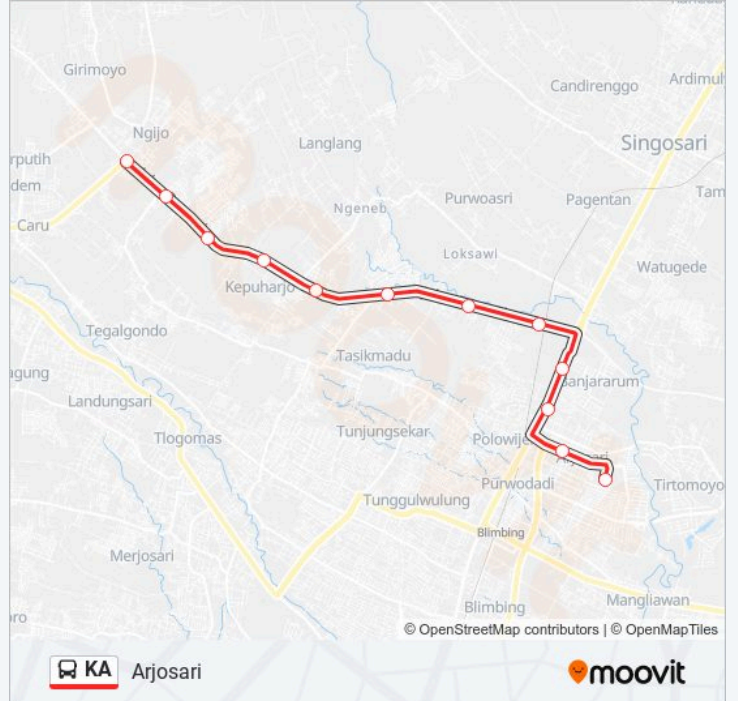 Girimoyo
Candirenggo
Ardimul
Ngijo
Langlang
Singosari
rputih
dem
Purwoasri
Pagentan
Tam
Ngeneb
Caru
Loksawi
Watugede
Kepuharjo
Tegalgondo
Tasikmadu
agung
Banjararum
Landungsari
Tlogomas
Tunjungsekar
Polowije
Arjosari
Purwodadi
Tirtomoyo
Tunggulwulung
Blimbing
Merjosari
Mangliawan
Blimbing
oro
© OpenStreetMap contributors | © OpenMapTiles
KA Arjosari
moovit